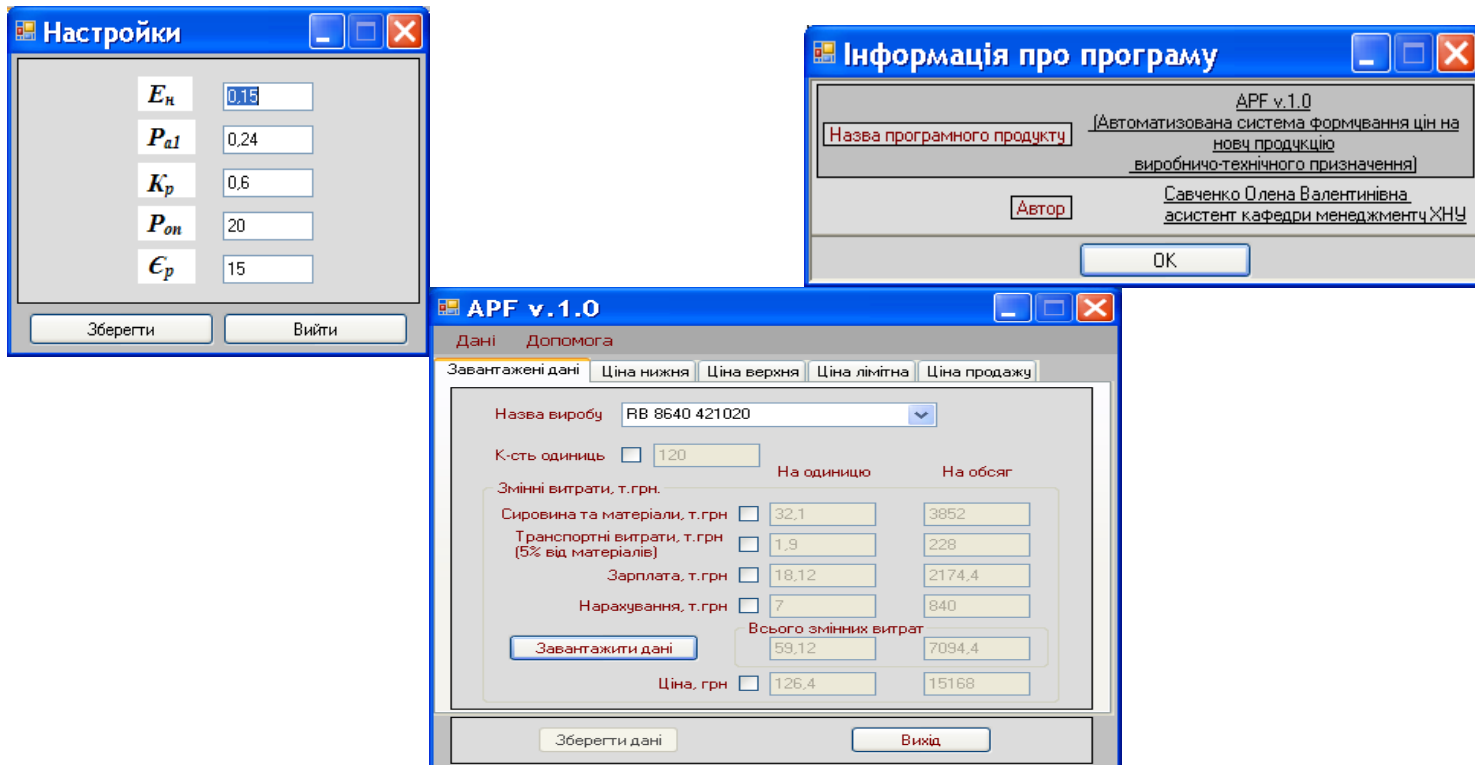 Настройки
Eн 0,15
Pa1 0,24
Kр 0,6
Pоп 20
Єр 15
Зберегти Вийти
Інформація про програму
Назва програмного продукту
APF v.1.0
(Автоматизована система формування цін на
нову продукцію
виробничо-технічного призначення)
Автор
Савченко Олена Валентинівна
асистент кафедри менеджменту ХНУ
OK
APF v.1.0
Дані Допомога
Завантажені дані Ціна нижня Ціна верхня Ціна лімітна Ціна продажу
Назва виробу RB 8640 421020
К-сть одиниць 120
На одиницю На обсяг
Змінні витрати, т.грн.
Сировина та матеріали, т.грн 32,1 3852
Транспортні витрати, т.грн
(5% від матеріалів) 1,9 228
Зарплата, т.грн 18,12 2174,4
Нарахування, т.грн 7 840
Всього змінних витрат
Завантажити дані 59,12 7094,4
Ціна, грн 126,4 15168
Зберегти дані Вихід